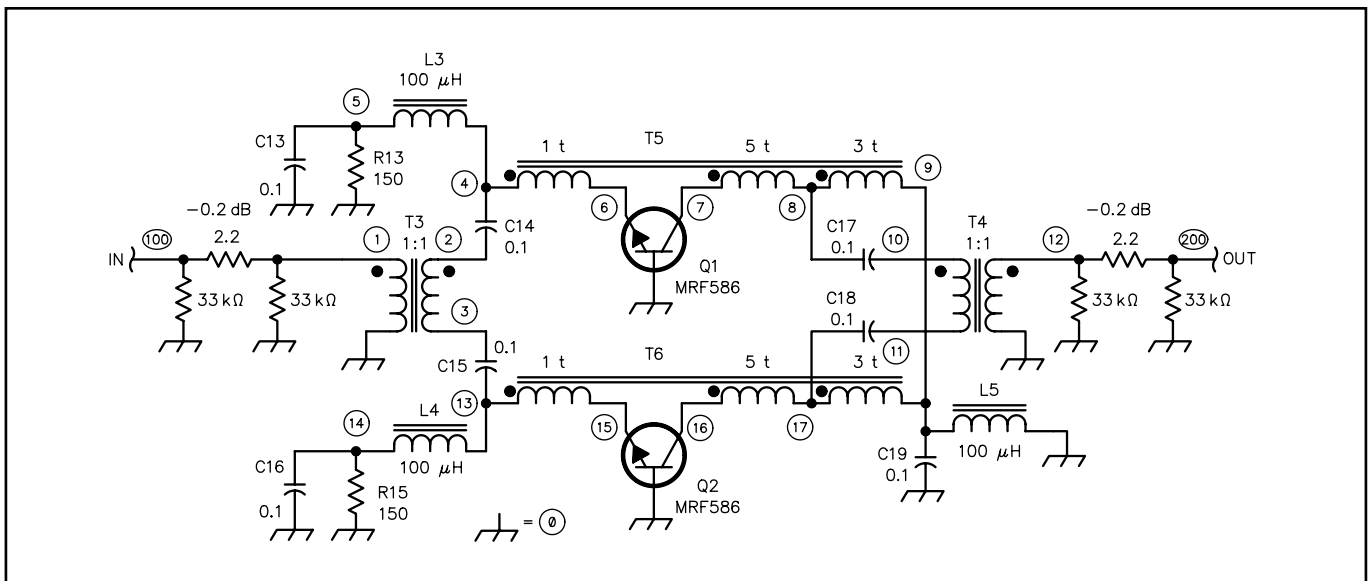 L3
100 μH
5
C13
0.1
R13
150
T5
1 t
5 t
3 t
9
4
6
7
8
C14
0.1
-0.2 dB
100
2.2
IN
33 kΩ
33 kΩ
1
T3
1:1
2
3
Q1
MRF586
C17
0.1
10
T4
1:1
12
-0.2 dB
2.2
200
OUT
33 kΩ
33 kΩ
C18
0.1
11
0.1
C15
T6
1 t
5 t
3 t
13
L4
100 μH
14
15
16
17
C16
0.1
R15
150
Q2
MRF586
C19
0.1
L5
100 μH
= 0